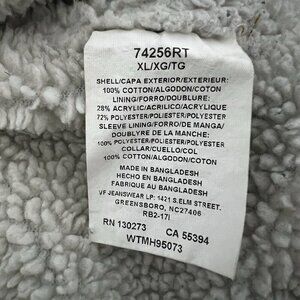 74256RT
XL/XG/TG
SHELL/CAPA EXTERIOR/EXTERIEUR:
100% COTTON/ALGODON/COTON
LINING/FORRO/DOUBLURE:
28% ACRYLIC/ACRILICO/ACRYLIQUE
72% POLYESTER/POLIESTER/POLYESTER
SLEEVE LINING/FORRO DE MANGA/
DOUBLYRE DE LA MANCHE:
100% POLYESTER/POLIESTER/POLYESTER
COLLAR/CUELLO/COL
100% COTTON/ALGODON/COTON
MADE IN BANGLADESH
HECHO EN BANGLADESH
FABRIQUE AU BANGLADESH
VF JEANSWEAR LP: 1421 S.ELM STREET.
GREENSBORO, NC27406
RB2-17I
RN 130273 CA 55394
WTMH95073